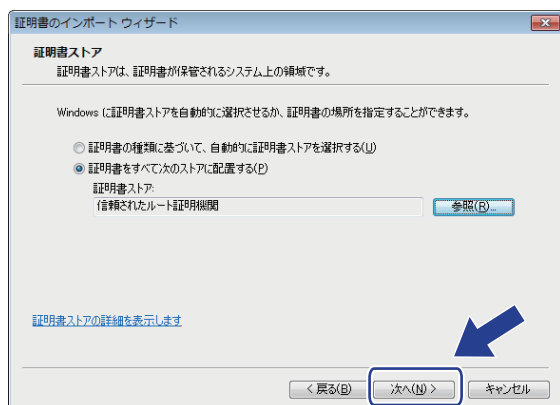 証明書のインポート ウィザード
証明書ストア
証明書ストアは、証明書が保管されるシステム上の領域です。
Windows に証明書ストアを自動的に選択させるか、証明書の場所を指定することができます。
証明書の種類に基づいて、自動的に証明書ストアを選択する(U)
証明書をすべて次のストアに配置する(P)
証明書ストア:
信頼されたルート証明機関
参照(R)...
証明書ストアの詳細を表示します
< 戻る(B)
次へ(N) >
キャンセル